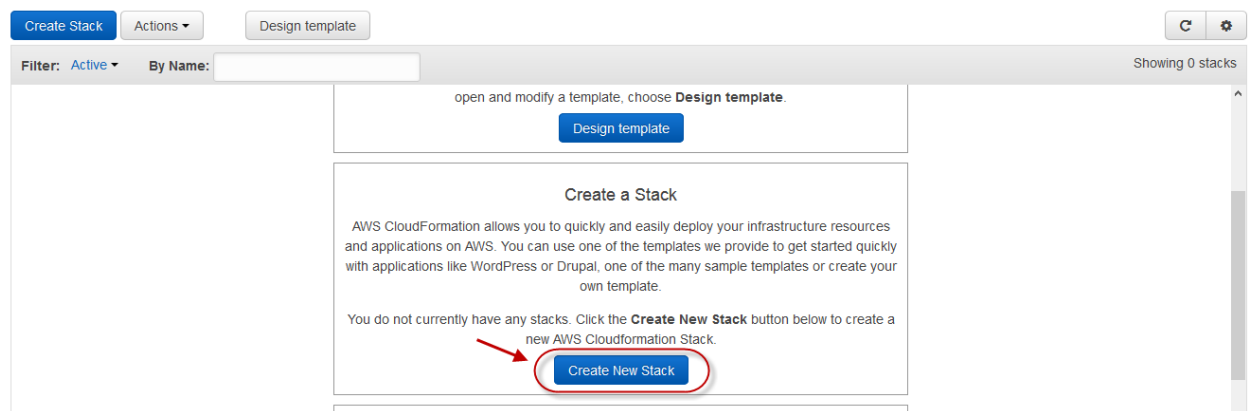 Create Stack Actions Design template
Filter: Active By Name: Showing 0 stacks
open and modify a template, choose Design template.
Design template
Create a Stack
AWS CloudFormation allows you to quickly and easily deploy your infrastructure resources
and applications on AWS. You can use one of the templates we provide to get started quickly
with applications like WordPress or Drupal, one of the many sample templates or create your
own template.
You do not currently have any stacks. Click the Create New Stack button below to create a
new AWS Cloudformation Stack.
Create New Stack